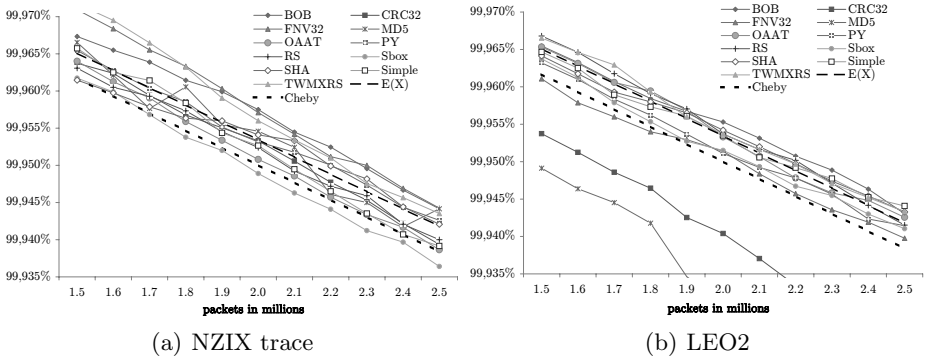 99,970%
99,965%
99,960%
99,955%
99,950%
99,945%
99,940%
99,935%
BOB
CRC32
FNV32
MD5
OAAT
PY
RS
Sbox
SHA
Simple
TWMXRS
E(X)
Cheby
1.5 1.6 1.7 1.8 1.9 2.0 2.1 2.2 2.3 2.4 2.5
packets in millions
(a) NZIX trace
99,970%
99,965%
99,960%
99,955%
99,950%
99,945%
99,940%
99,935%
BOB
CRC32
FNV32
MD5
OAAT
PY
RS
Sbox
SHA
Simple
TWMXRS
E(X)
Cheby
1.5 1.6 1.7 1.8 1.9 2.0 2.1 2.2 2.3 2.4 2.5
packets in millions
(b) LEO2